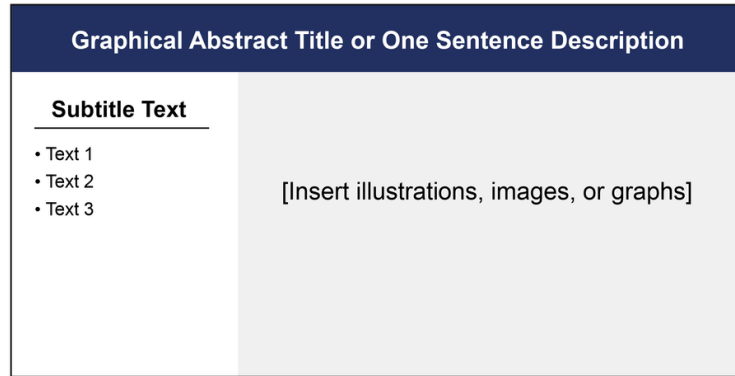 Graphical Abstract Title or One Sentence Description
Subtitle Text
• Text 1
• Text 2
• Text 3
[Insert illustrations, images, or graphs]